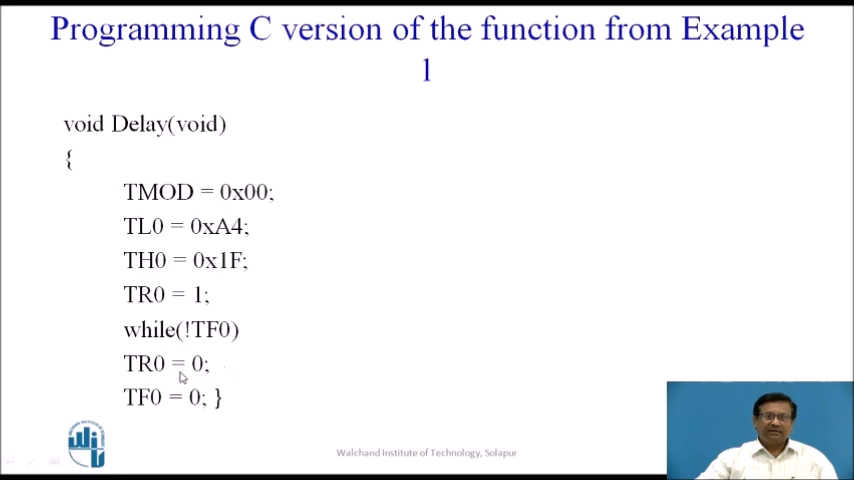 Programming C version of the function from Example
1
void Delay(void)
{
TMOD = 0x00;
TL0 = 0xA4;
TH0 = 0x1F;
TR0 = 1;
while(!TF0)
TR0 = 0;
TF0 = 0; }
Walchand Institute of Technology, Solapur